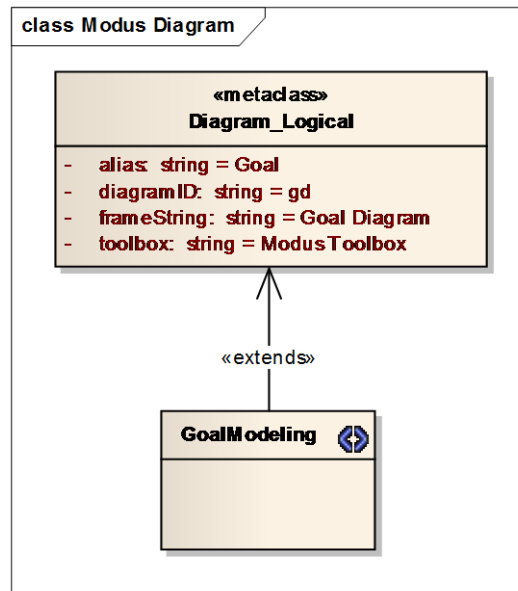 class Modus Diagram
«metaclass»
Diagram_Logical
- alias: string = Goal
- diagramID: string = gd
- frameString: string = Goal Diagram
- toolbox: string = ModusToolbox
«extends»
GoalModeling